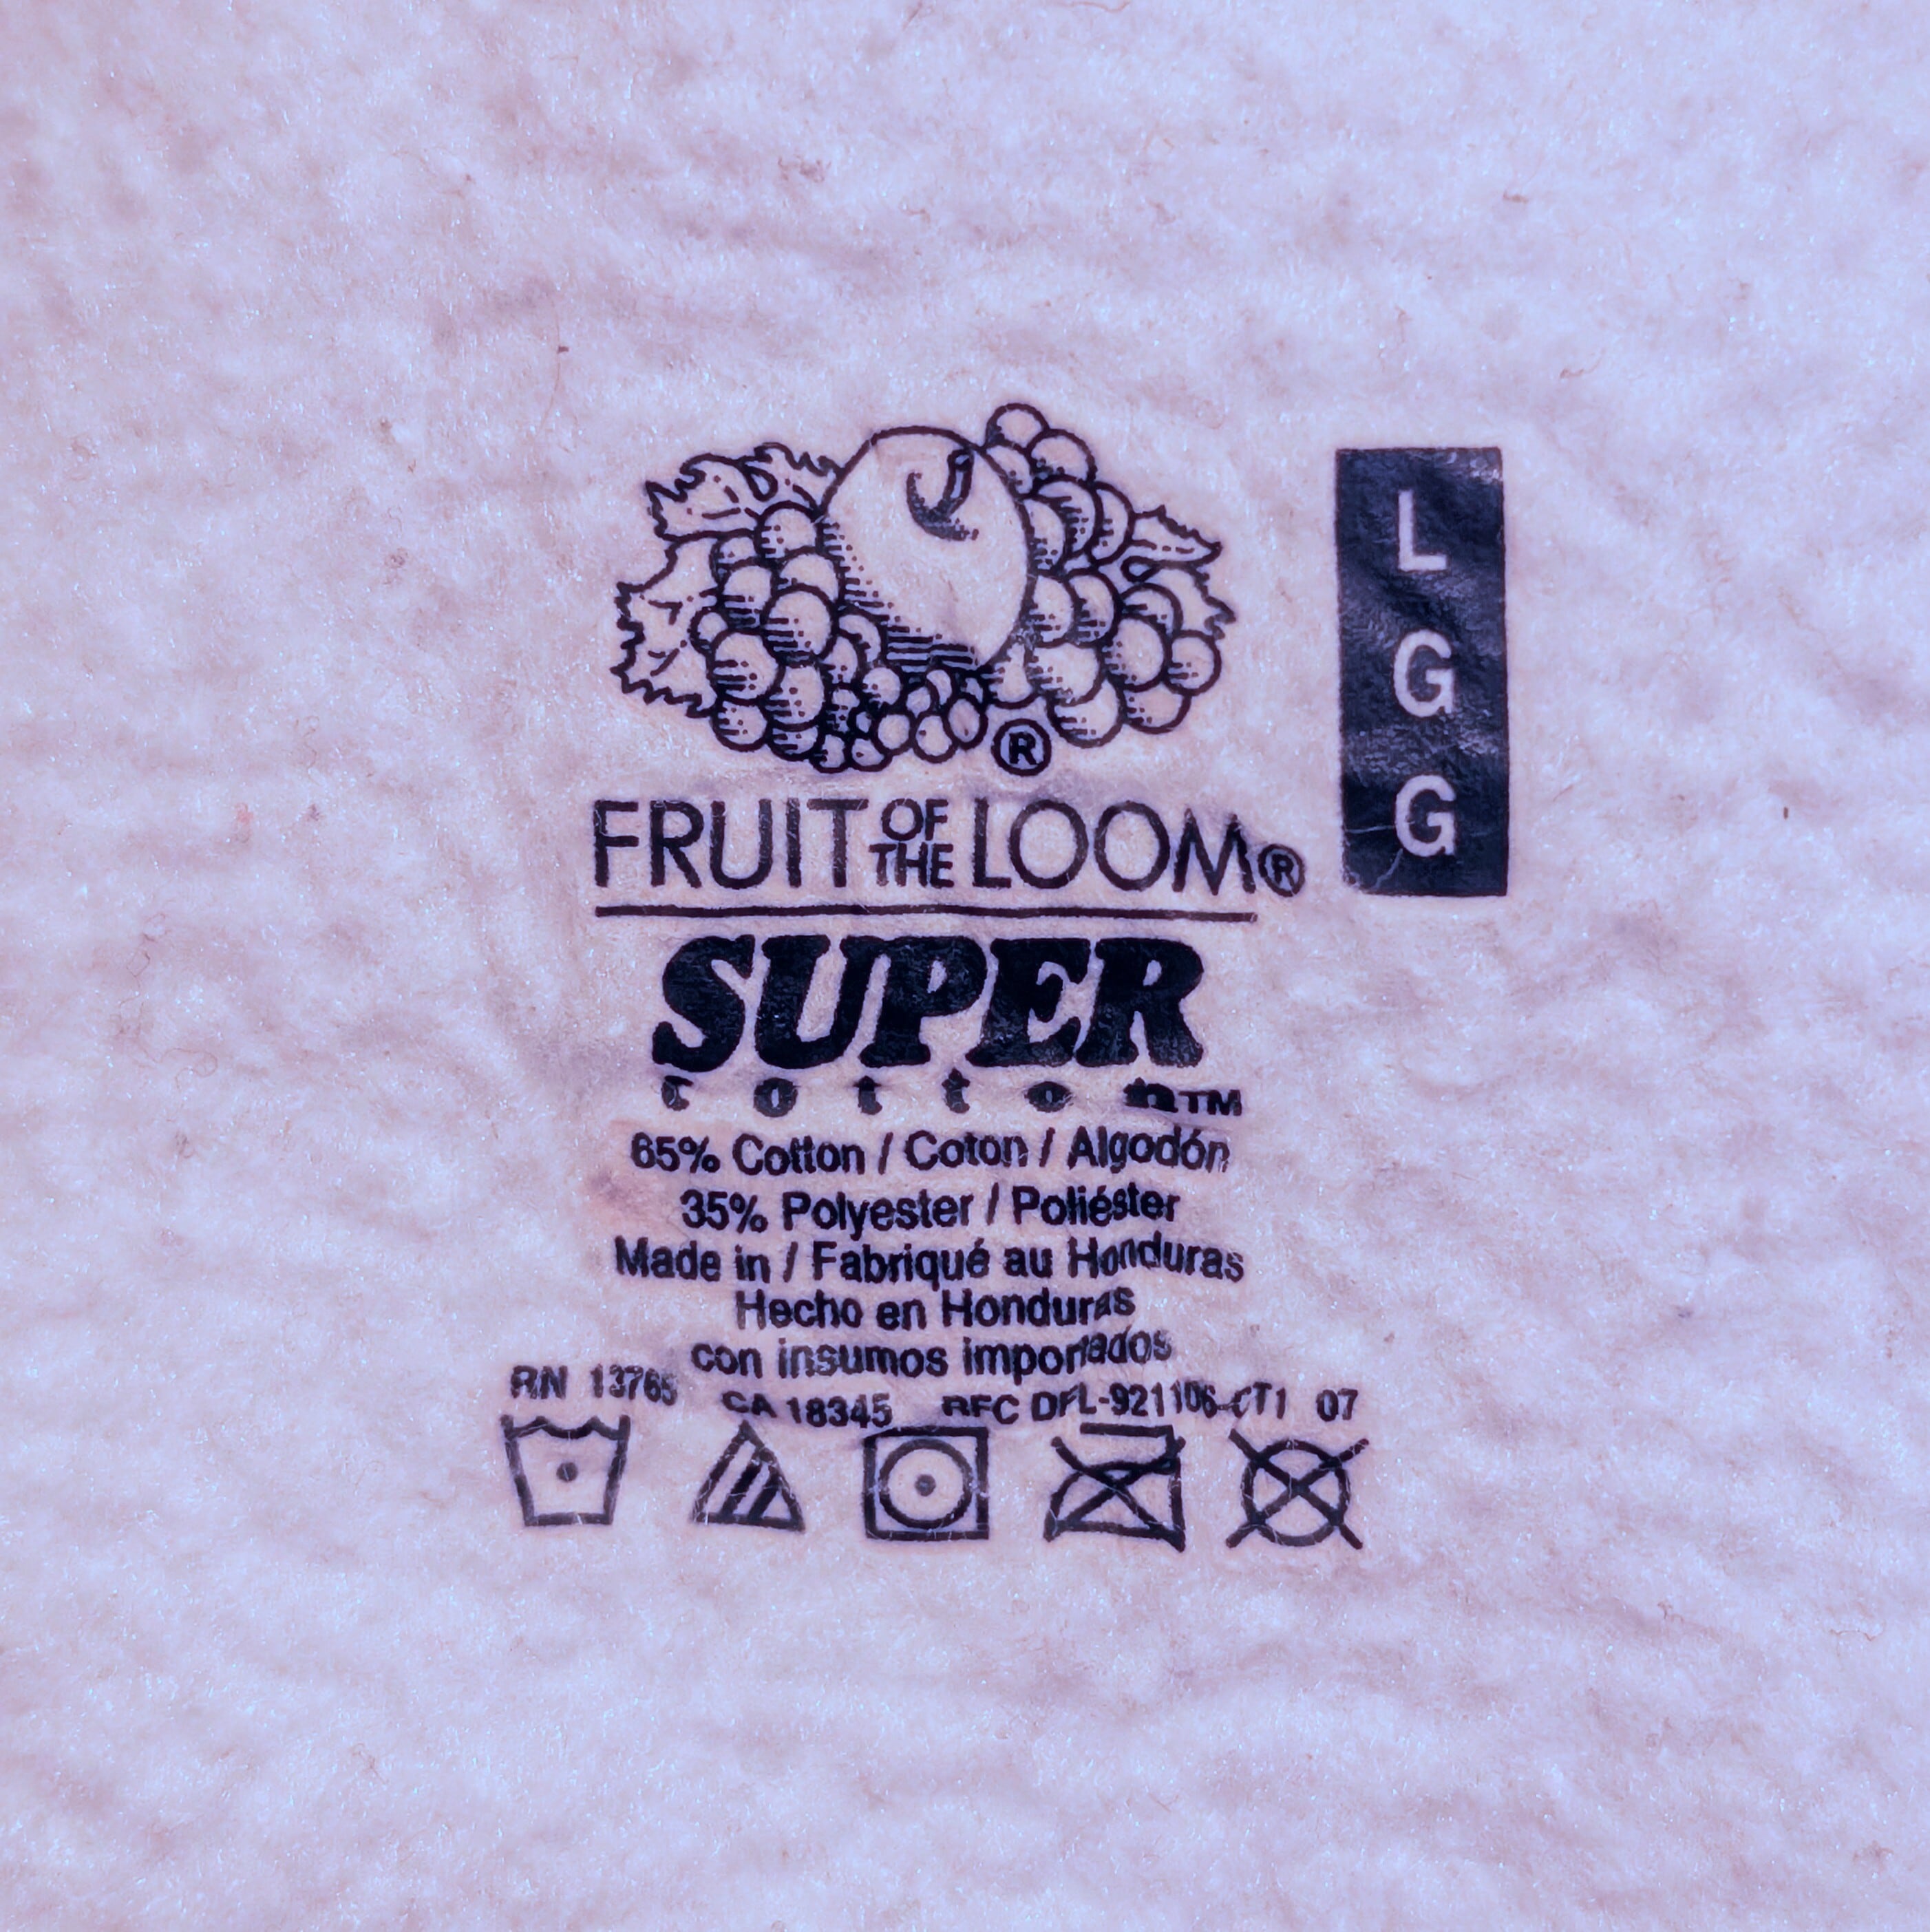 ®
FRUIT OF THE LOOM®
L
G
G
SUPER
cotton™
65% Cotton / Coton / Algodón
35% Polyester / Poliéster
Made in / Fabriqué au Honduras
Hecho en Honduras
con insumos importados
RN 13765 CA 18345 RFC DFL-921106-CT1 07